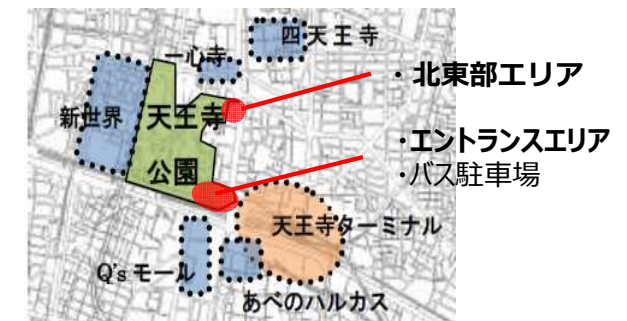 四天王寺
一心寺
・北東部エリア
新世界
天王寺
公園
・エントランスエリア
・バス駐車場
天王寺ターミナル
Q'sモール
あべのハルカス